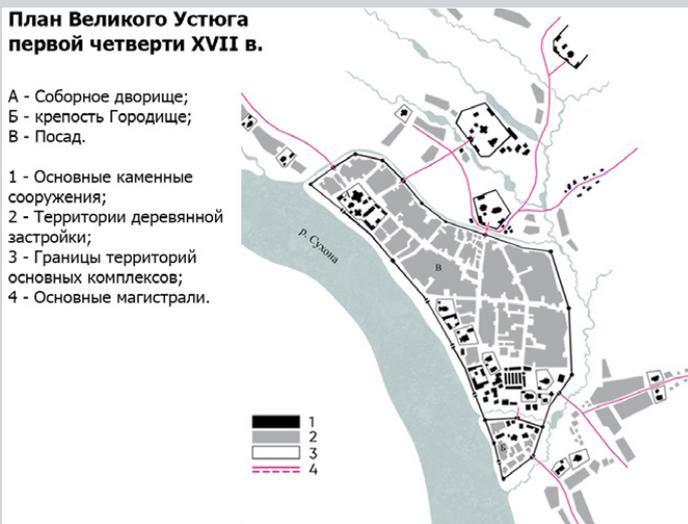 План Великого Устюга
первой четверти XVII в.
А - Соборное дворище;
Б - крепость Городище;
В - Посад.
1 - Основные каменные
сооружения;
2 - Территории деревянной
застройки;
3 - Границы территорий
основных комплексов;
4 - Основные магистрали.
р. Сухона
В
Б
1
2
3
4